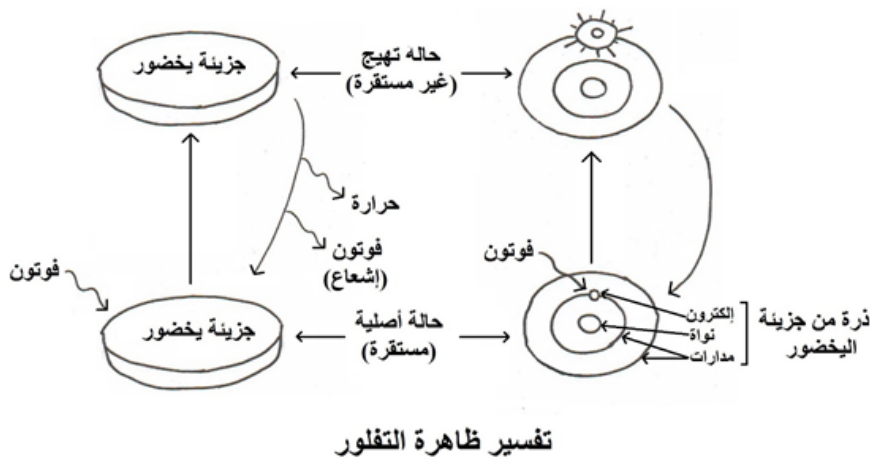 جزيئة يخضور
حاله تهيج
(غير مستقرة)
حرارة
فوتون
(إشعاع)
فوتون
فوتون
جزيئة يخضور
حالة أصلية
(مستقرة)
إلكترون
نواة
مدارات
ذرة من جزيئة
اليخضور
تفسير ظاهرة التفلور